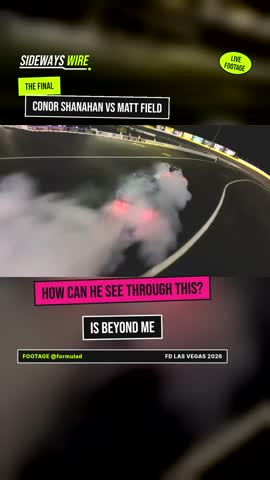 SIDEWAYS WIRE.
LIVE
FOOTAGE
THE FINAL
CONOR SHANAHAN VS MATT FIELD
HOW CAN HE SEE THROUGH THIS?
IS BEYOND ME
FOOTAGE @formulad
FD LAS VEGAS 2026